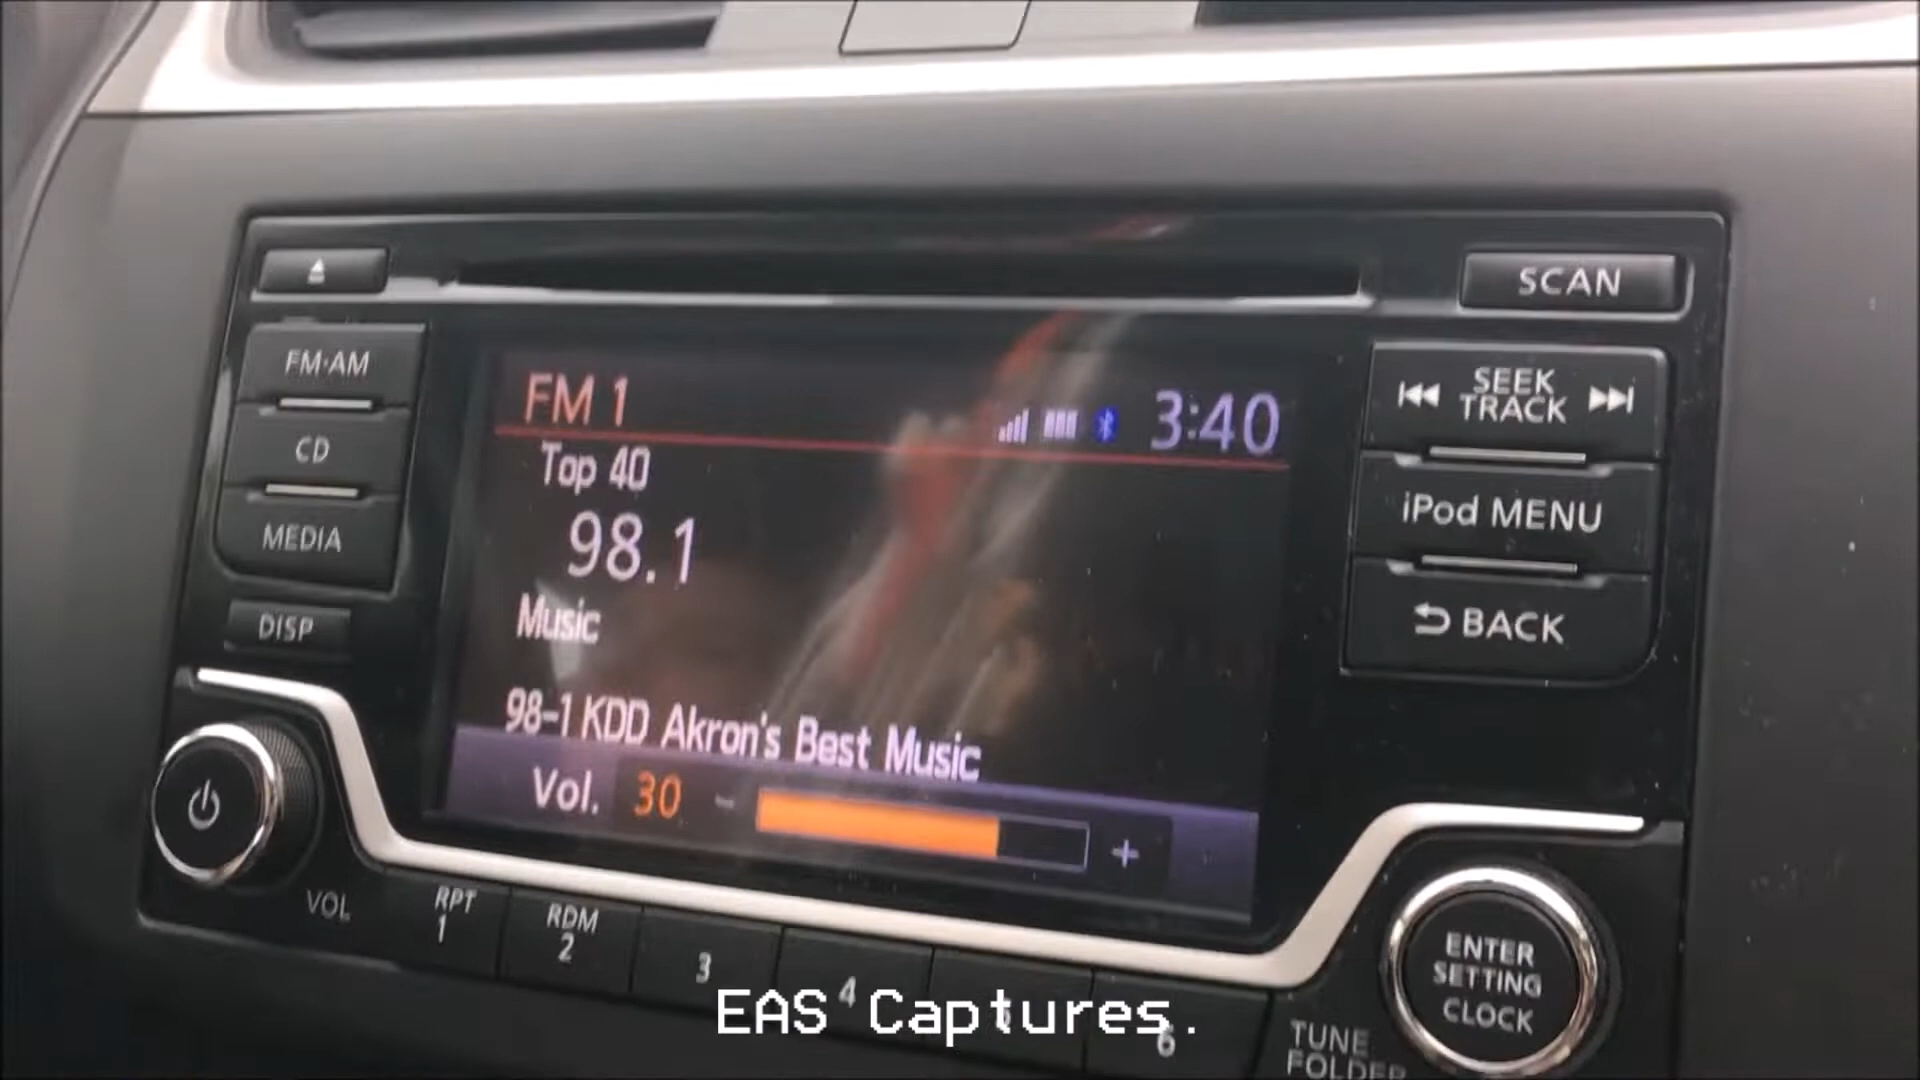 SCAN
FM·AM
CD
MEDIA
DISP
FM 1
3:40
Top 40
98.1
Music
98-1 KDD Akron's Best Music
Vol. 30 - +
SEEK
TRACK
iPod MENU
BACK
VOL
RPT
1
RDM
2
3
4
6
ENTER
SETTING
CLOCK
TUNE
FOLDER
EAS Captures.